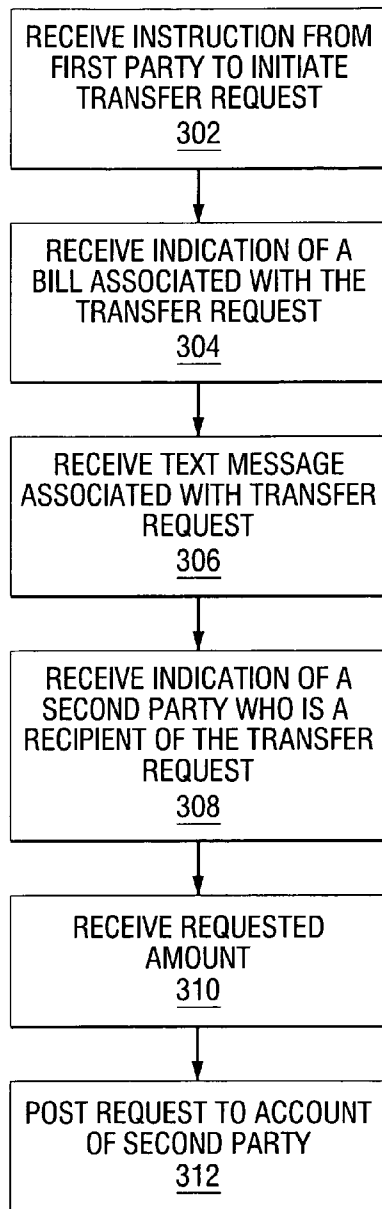 RECEIVE INSTRUCTION FROM
FIRST PARTY TO INITIATE
TRANSFER REQUEST
302
RECEIVE INDICATION OF A
BILL ASSOCIATED WITH THE
TRANSFER REQUEST
304
RECEIVE TEXT MESSAGE
ASSOCIATED WITH TRANSFER
REQUEST
306
RECEIVE INDICATION OF A
SECOND PARTY WHO IS A
RECIPIENT OF THE TRANSFER
REQUEST
308
RECEIVE REQUESTED
AMOUNT
310
POST REQUEST TO ACCOUNT
OF SECOND PARTY
312